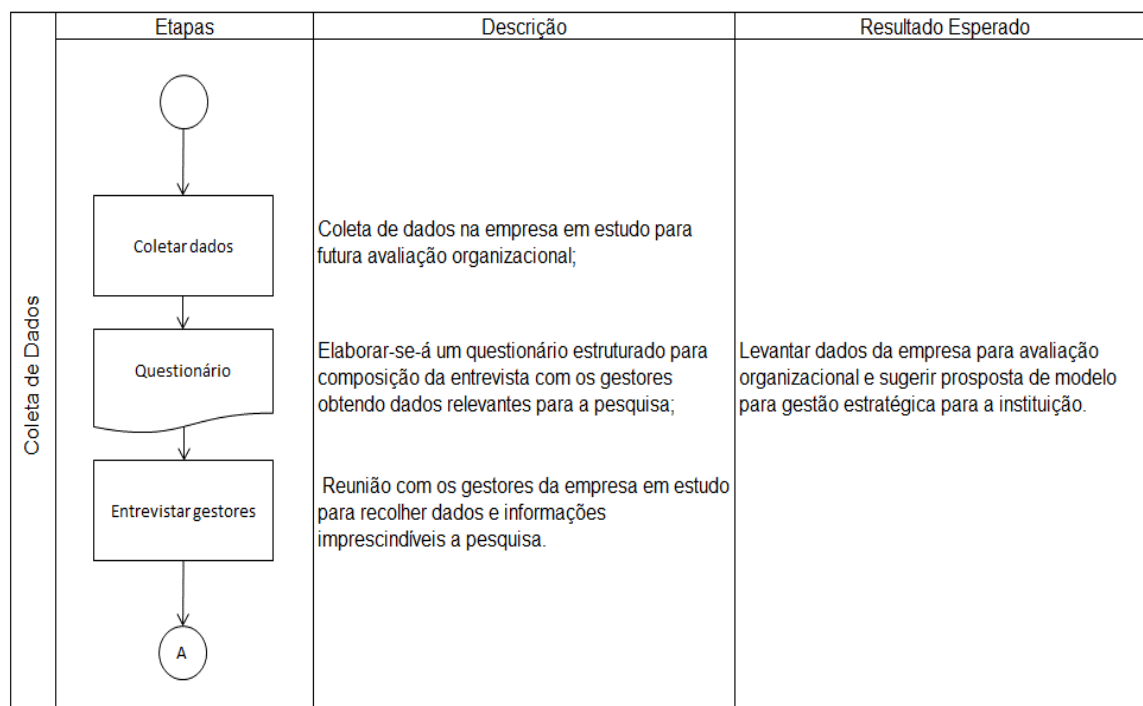 Etapas
Descrição
Resultado Esperado
Coleta de Dados
Coletar dados
Coleta de dados na empresa em estudo para
futura avaliação organizacional;
Questionário
Elaborar-se-á um questionário estruturado para
composição da entrevista com os gestores
obtendo dados relevantes para a pesquisa;
Levantar dados da empresa para avaliação
organizacional e sugerir prosposta de modelo
para gestão estratégica para a instituição.
Entrevistar gestores
Reunião com os gestores da empresa em estudo
para recolher dados e informações
imprescindíveis a pesquisa.
A